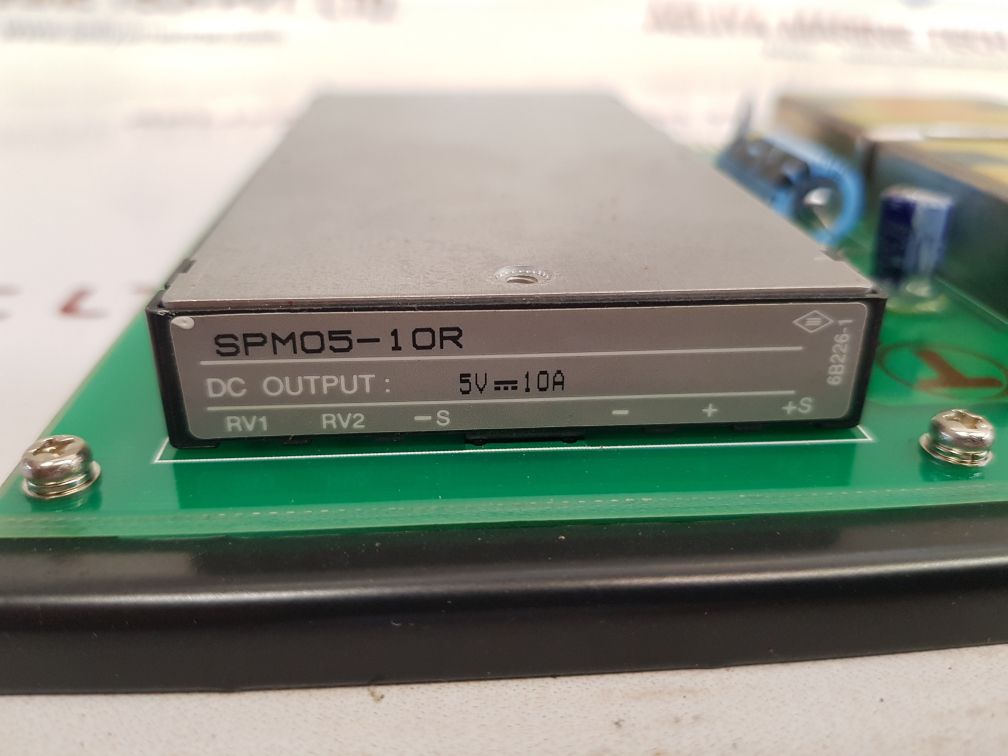 SPM05-10R
DC OUTPUT: 5V⎓10A
RV1 RV2 -S - + +S
6B226-1